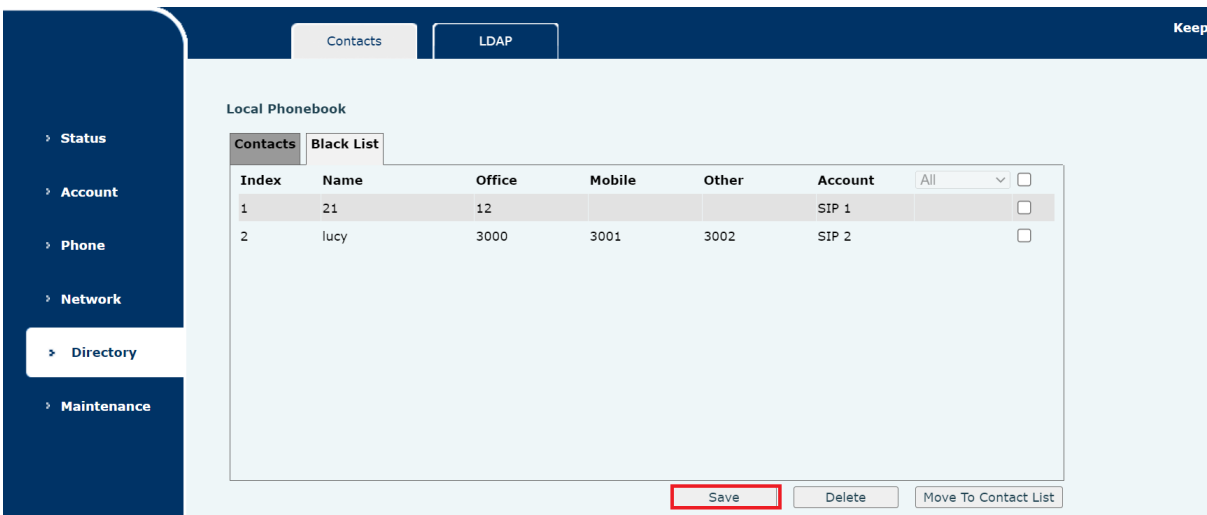 Contacts LDAP Keep
Local Phonebook
Status
Contacts Black List
Index Name Office Mobile Other Account All
Account
1 21 12 SIP 1
2 lucy 3000 3001 3002 SIP 2
Phone
Network
Directory
Maintenance
Save Delete Move To Contact List